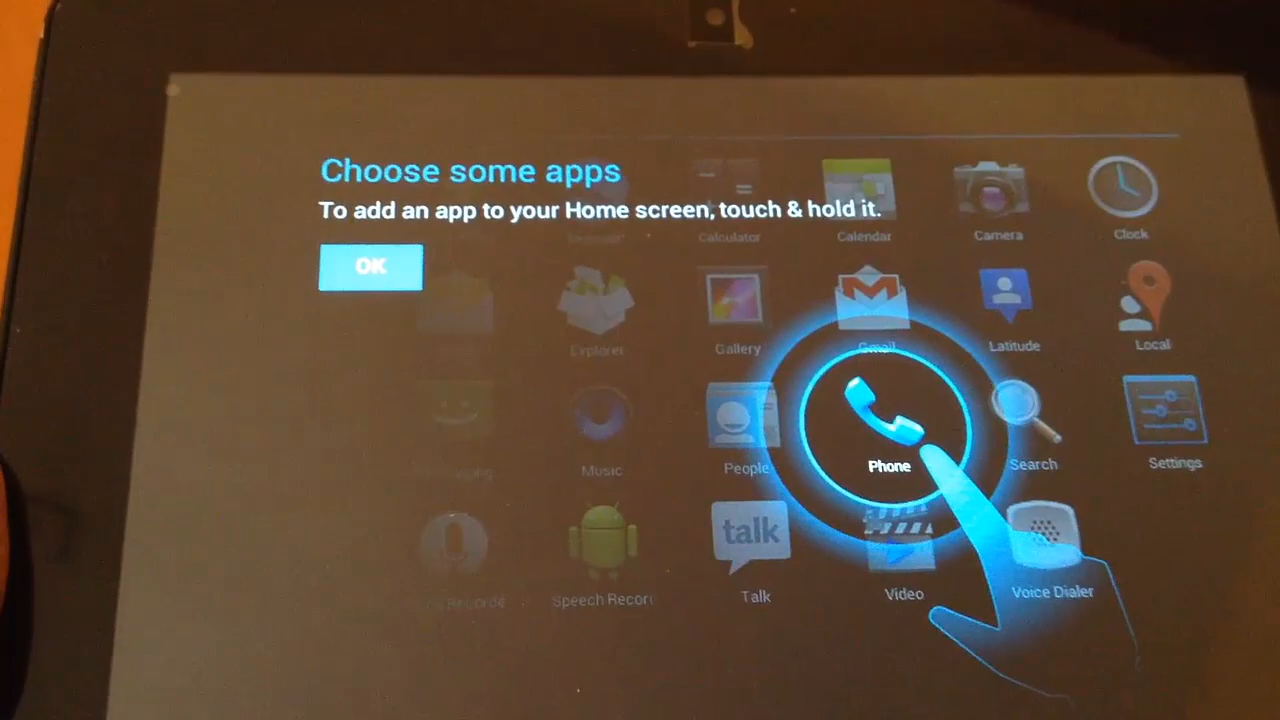 Choose some apps
To add an app to your Home screen, touch & hold it.
OK
Calculator
Calendar
Camera
Clock
Explorer
Gallery
Gmail
Latitude
Local
Music
People
Phone
Search
Settings
Speech Recor
talk
Talk
Video
Voice Dialer